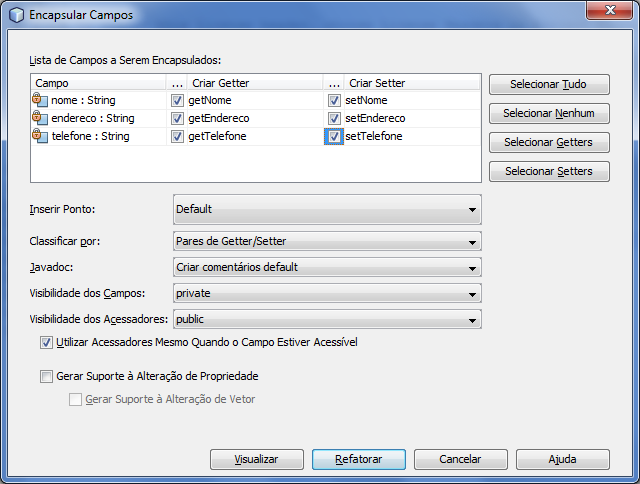 Encapsular Campos
Lista de Campos a Serem Encapsulados:
Campo ... Criar Getter ... Criar Setter
nome : String getNome setNome
endereco : String getEndereco setEndereco
telefone : String getTelefone setTelefone
Selecionar Tudo
Selecionar Nenhum
Selecionar Getters
Selecionar Setters
Inserir Ponto: Default
Classificar por: Pares de Getter/Setter
Javadoc: Criar comentários default
Visibilidade dos Campos: private
Visibilidade dos Acessadores: public
Utilizar Acessadores Mesmo Quando o Campo Estiver Acessível
Gerar Suporte à Alteração de Propriedade
Gerar Suporte à Alteração de Vetor
Visualizar Refatorar Cancelar Ajuda